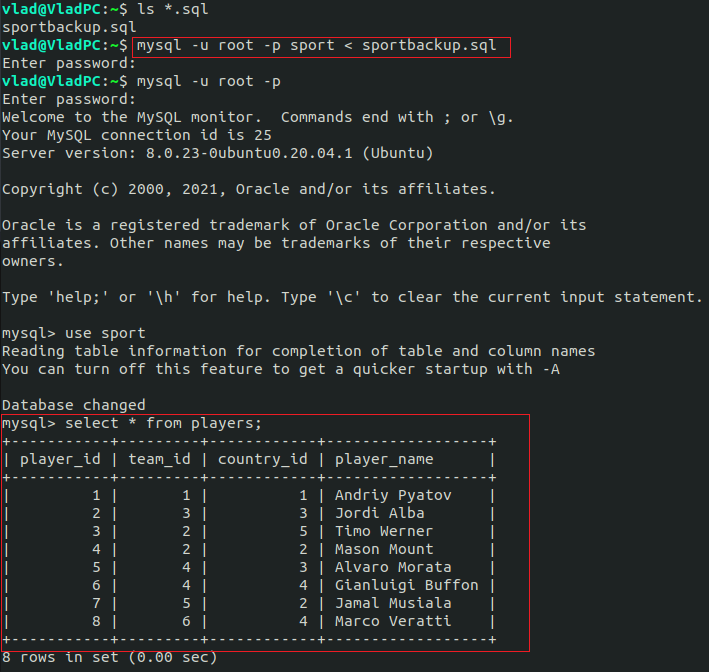 vlad@VladPC:~$ ls *.sql
sportbackup.sql
vlad@VladPC:~$ mysql -u root -p sport < sportbackup.sql
Enter password:
vlad@VladPC:~$ mysql -u root -p
Enter password:
Welcome to the MySQL monitor.  Commands end with ; or \g.
Your MySQL connection id is 25
Server version: 8.0.23-0ubuntu0.20.04.1 (Ubuntu)

Copyright (c) 2000, 2021, Oracle and/or its affiliates.

Oracle is a registered trademark of Oracle Corporation and/or its
affiliates. Other names may be trademarks of their respective
owners.

Type 'help;' or '\h' for help. Type '\c' to clear the current input statement.

mysql> use sport
Reading table information for completion of table and column names
You can turn off this feature to get a quicker startup with -A

Database changed
mysql> select * from players;
+-----------+---------+------------+------------------+
| player_id | team_id | country_id | player_name      |
+-----------+---------+------------+------------------+
|         1 |       1 |          1 | Andriy Pyatov    |
|         2 |       3 |          3 | Jordi Alba       |
|         3 |       2 |          5 | Timo Werner      |
|         4 |       2 |          2 | Mason Mount      |
|         5 |       4 |          3 | Alvaro Morata    |
|         6 |       4 |          4 | Gianluigi Buffon |
|         7 |       5 |          2 | Jamal Musiala    |
|         8 |       6 |          4 | Marco Veratti    |
+-----------+---------+------------+------------------+
8 rows in set (0.00 sec)